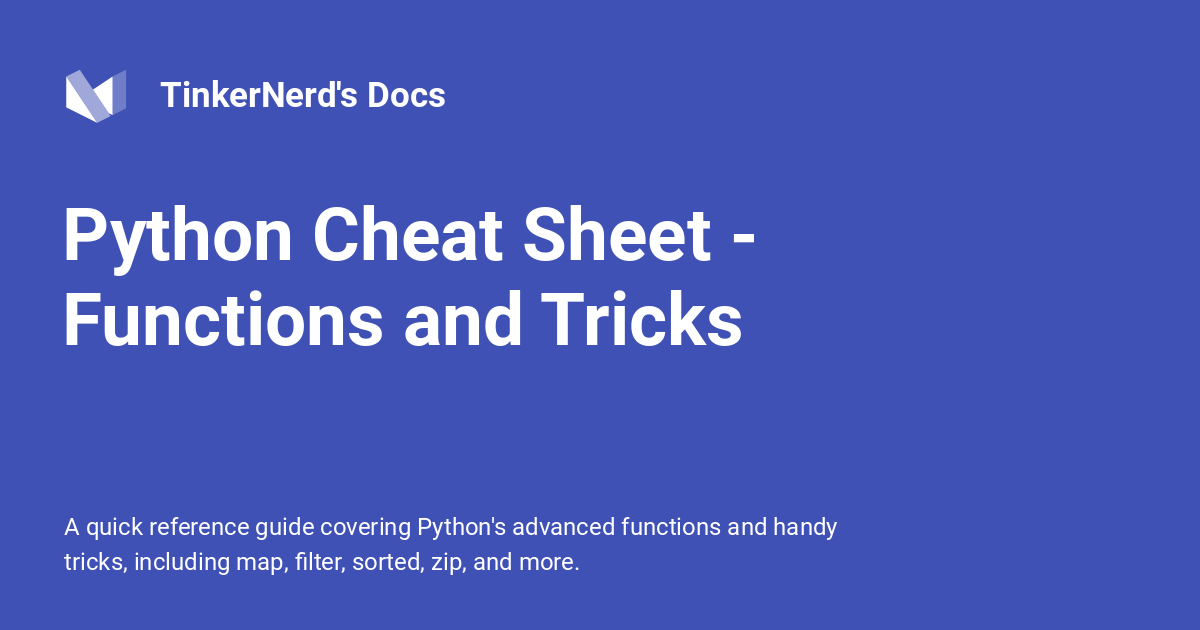 TinkerNerd's Docs
Python Cheat Sheet -
Functions and Tricks
A quick reference guide covering Python's advanced functions and handy
tricks, including map, filter, sorted, zip, and more.